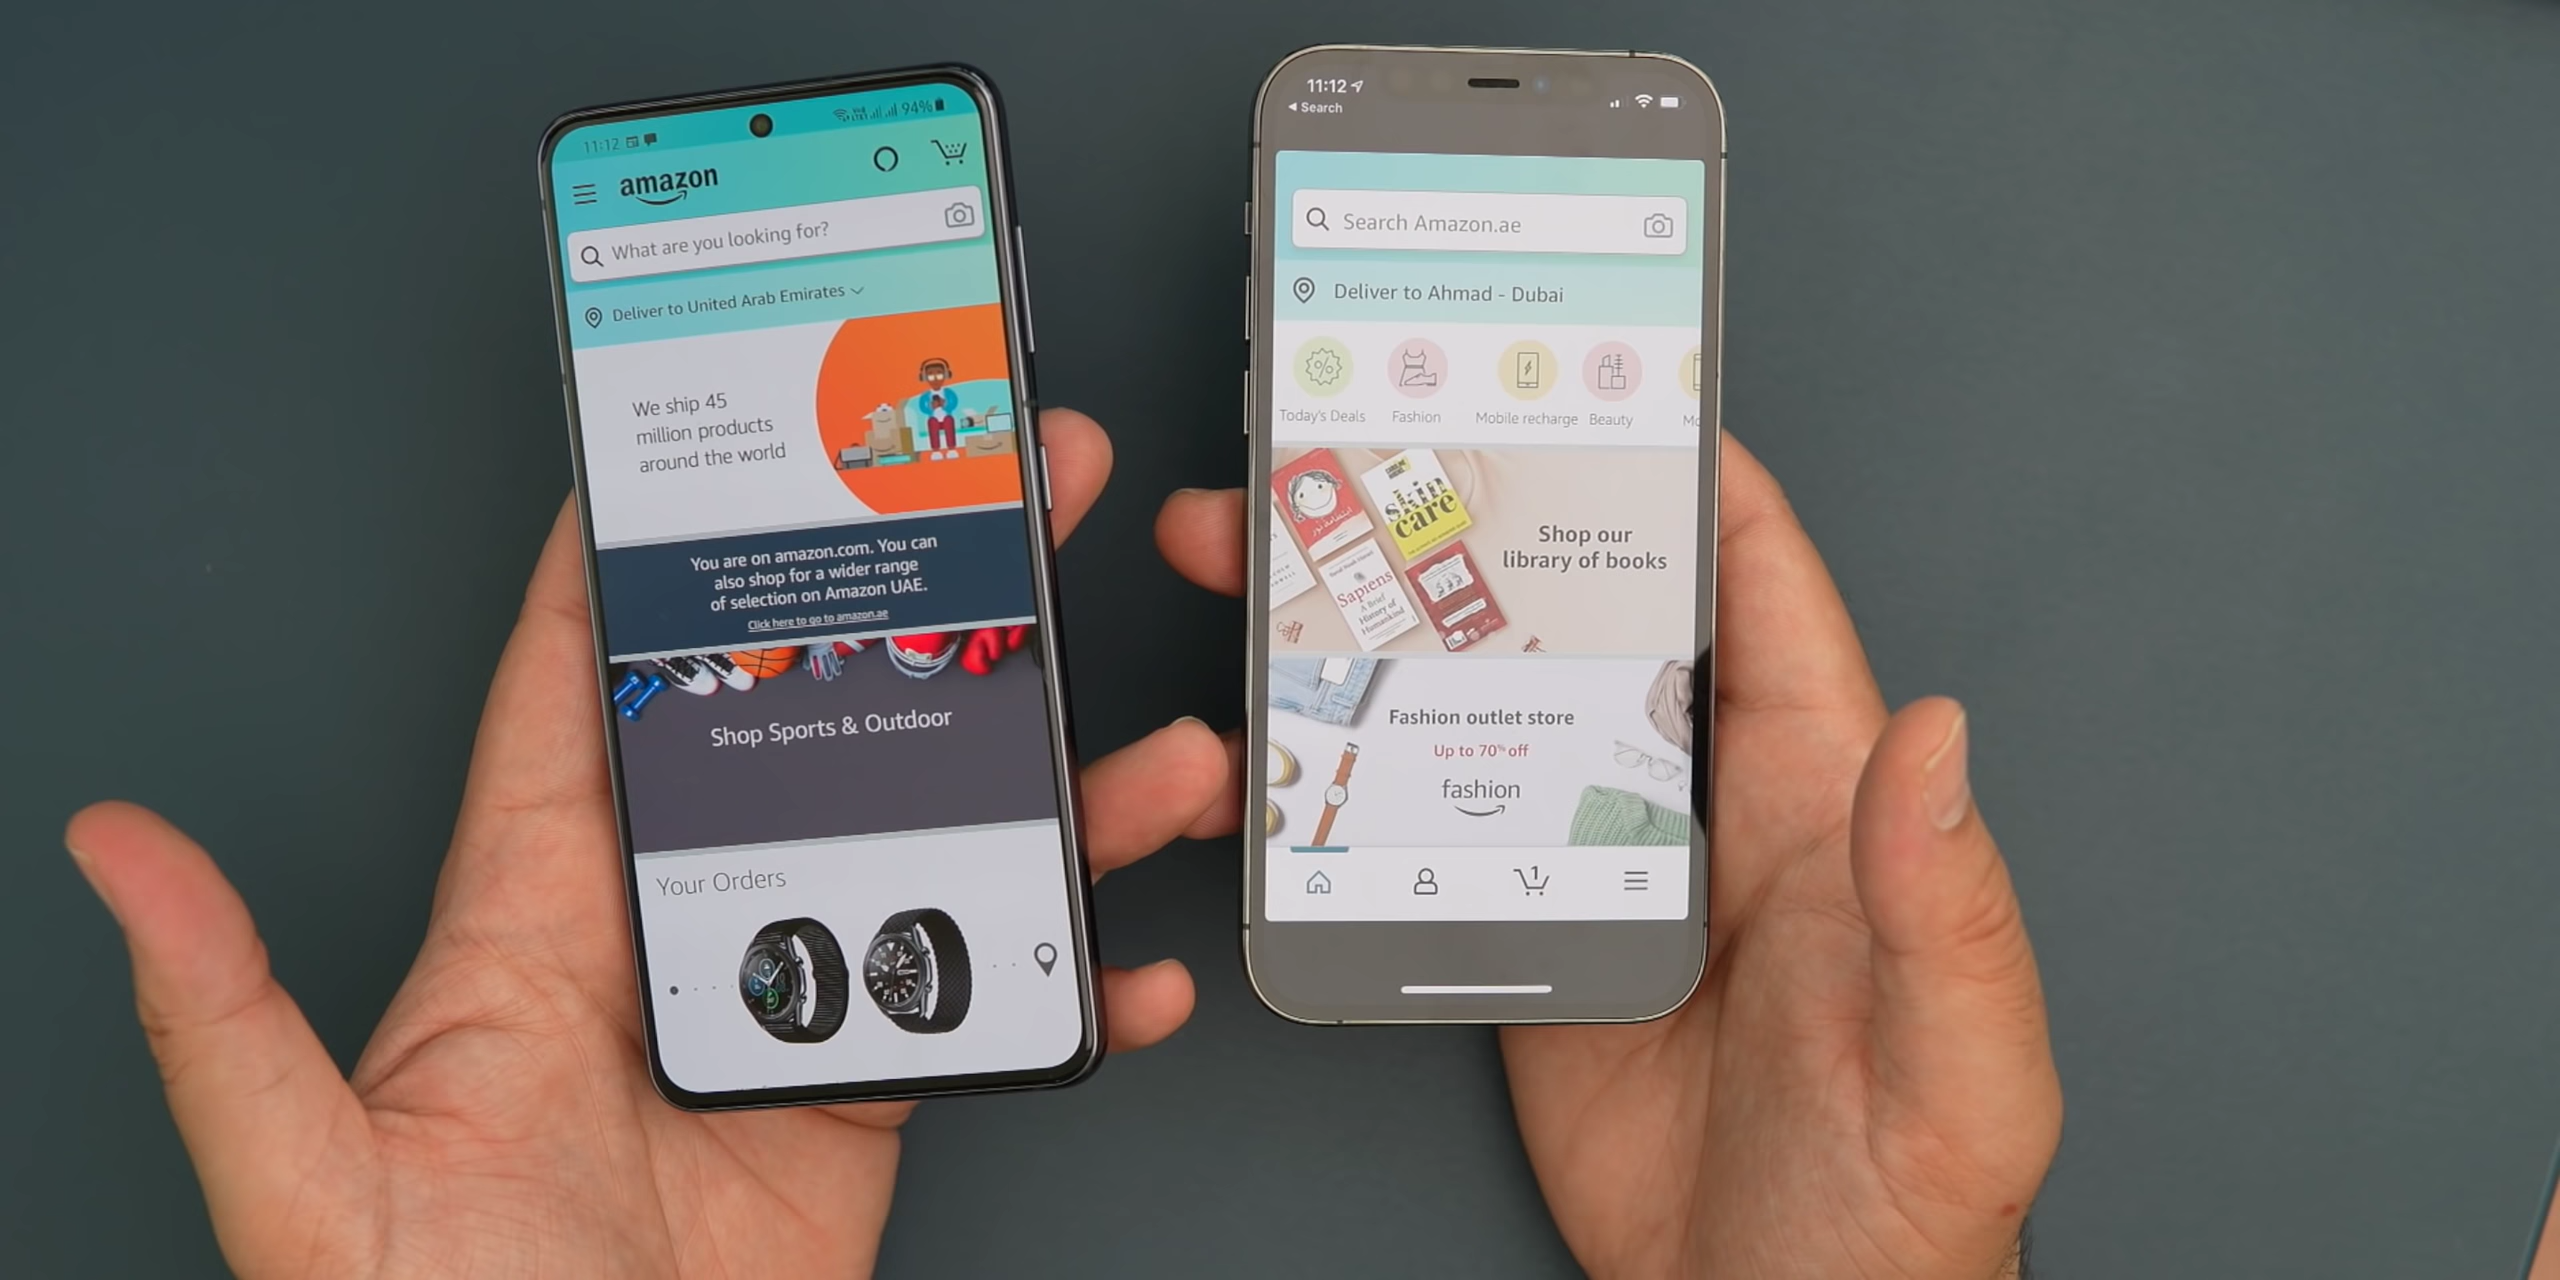 11:12
94%
amazon
What are you looking for?
Deliver to United Arab Emirates
We ship 45
million products
around the world
You are on amazon.com. You can
also shop for a wider range
of selection on Amazon UAE.
Click here to go to amazon.ae
Shop Sports & Outdoor
Your Orders
11:12
Search
Search Amazon.ae
Deliver to Ahmad - Dubai
Today's Deals
Fashion
Mobile recharge
Beauty
Mo
ابتسامة نور
skin
care
Sapiens
A Brief
History of
Humankind
Shop our
library of books
Fashion outlet store
Up to 70% off
fashion
1